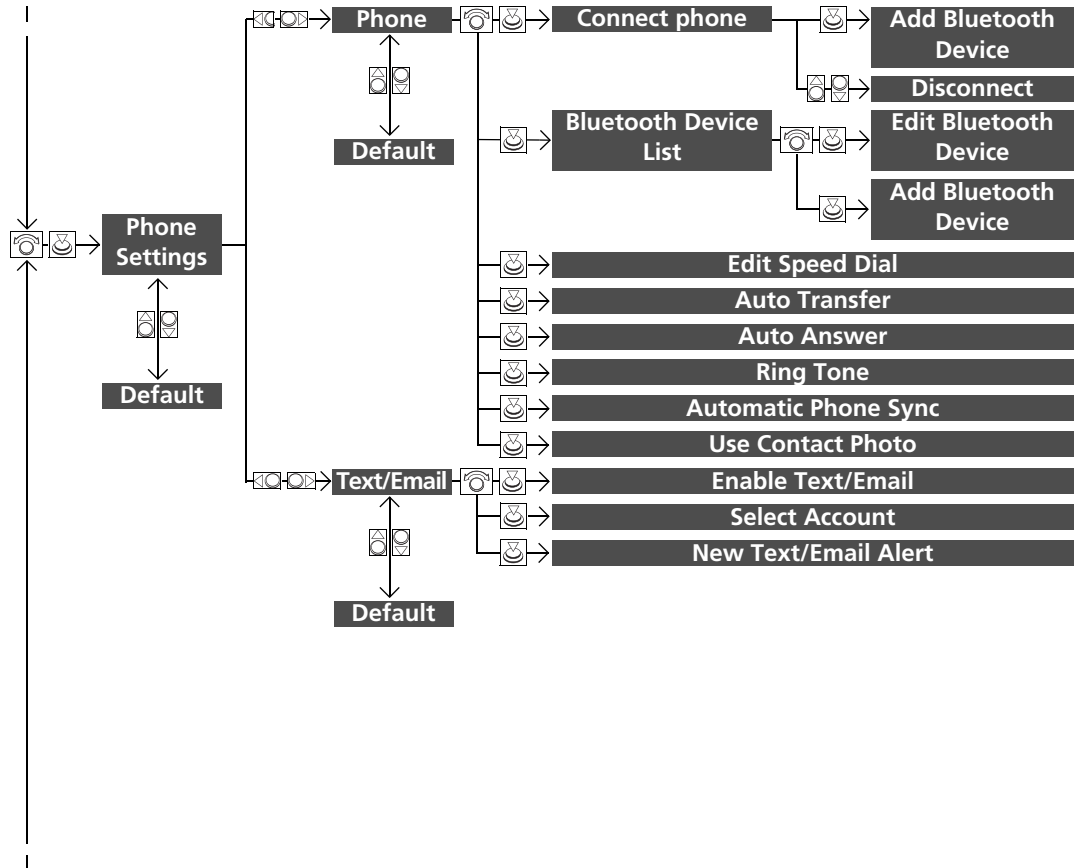 Phone
Connect phone
Add Bluetooth
Device
Disconnect
Default
Bluetooth Device
List
Edit Bluetooth
Device
Add Bluetooth
Device
Phone
Settings
Default
Edit Speed Dial
Auto Transfer
Auto Answer
Ring Tone
Automatic Phone Sync
Use Contact Photo
Text/Email
Enable Text/Email
Select Account
New Text/Email Alert
Default